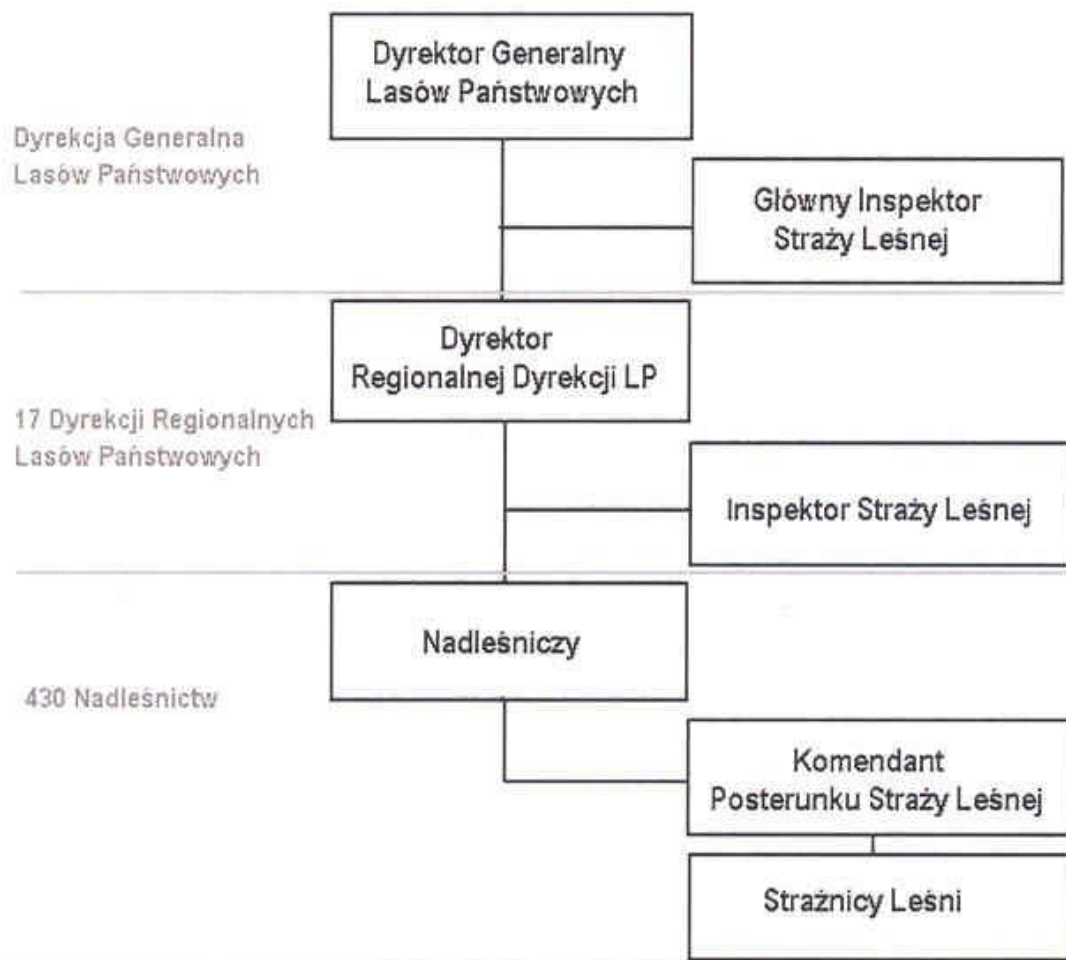 Dyrektor Generalny
Lasów Państwowych
Dyrekcja Generalna
Lasów Państwowych
Główny Inspektor
Straży Leśnej
Dyrektor
Regionalnej Dyrekcji LP
17 Dyrekcji Regionalnych
Lasów Państwowych
Inspektor Straży Leśnej
Nadleśniczy
430 Nadleśnictw
Komendant
Posterunku Straży Leśnej
Strażnicy Leśni